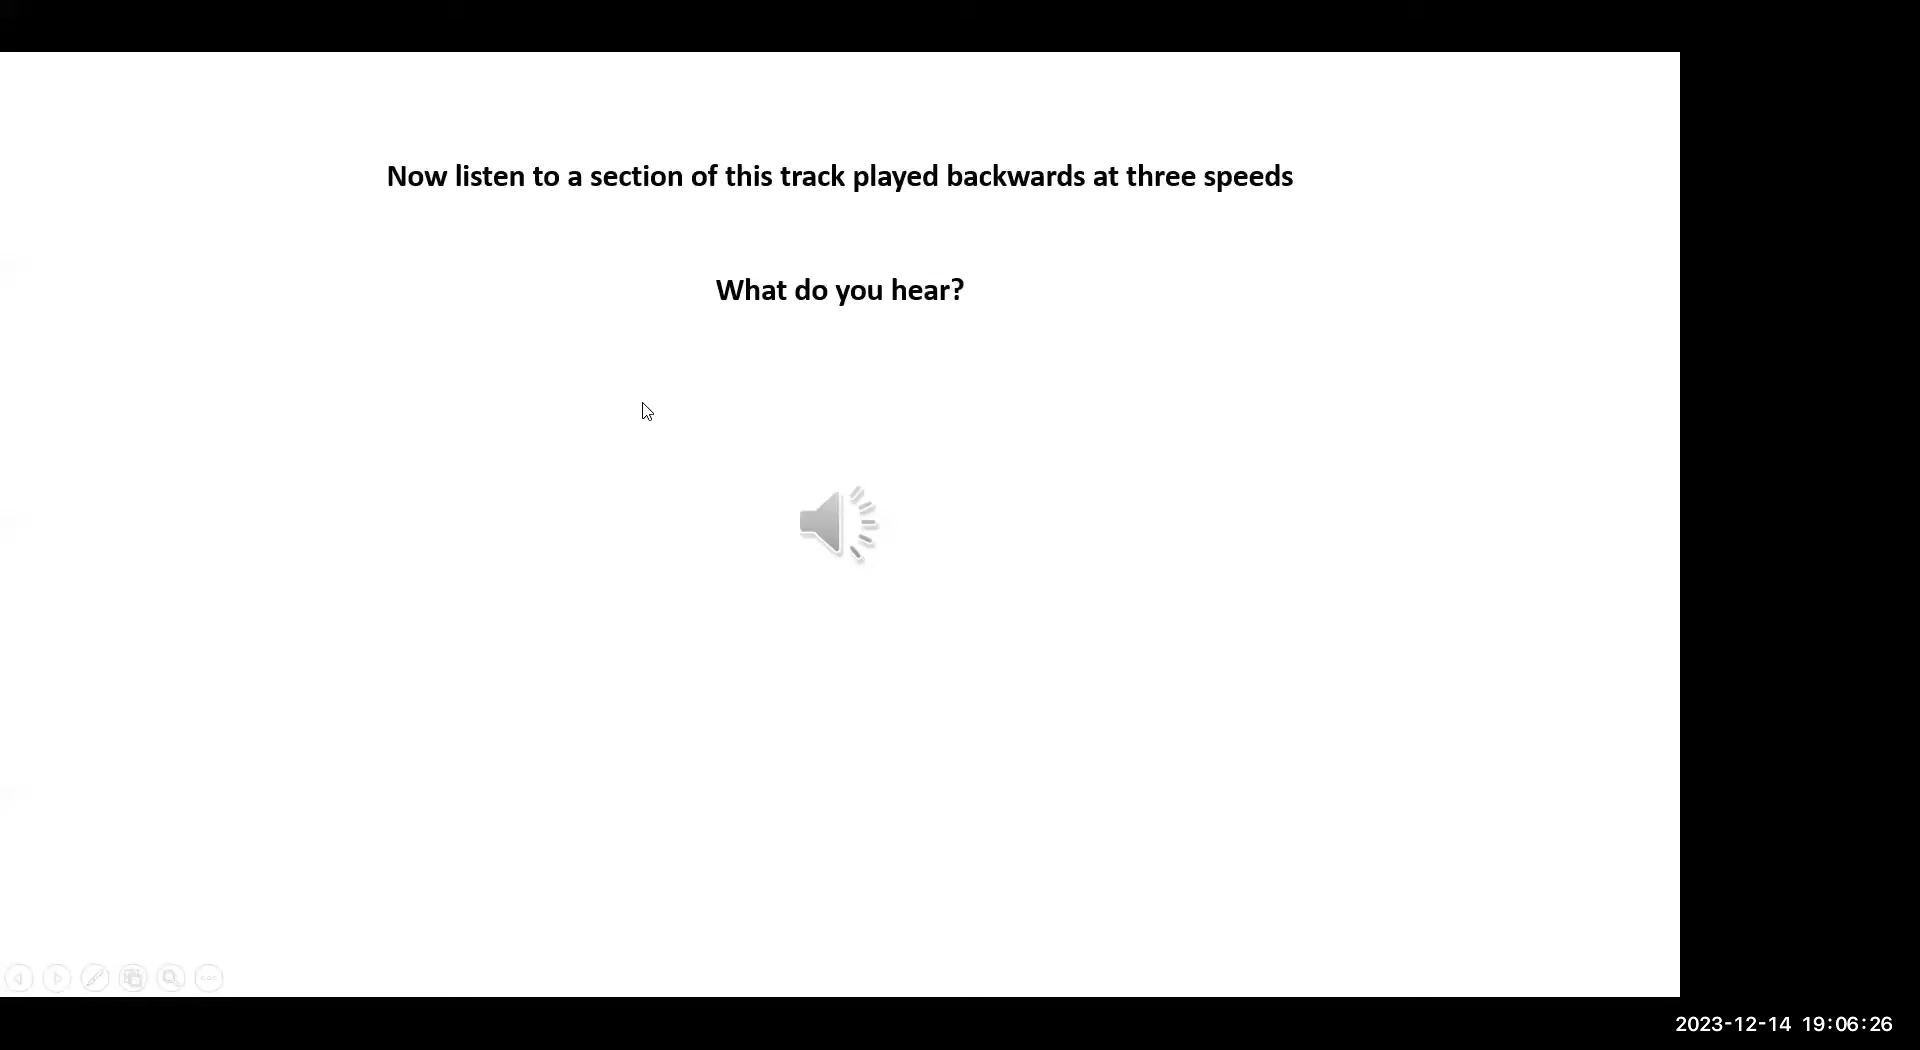 Now listen to a section of this track played backwards at three speeds
What do you hear?
2023-12-14 19:06:26